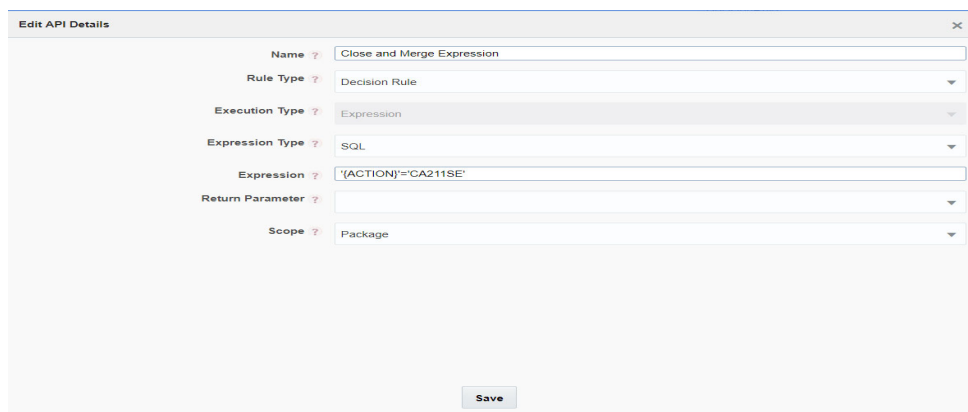 Edit API Details ×
Name ? Close and Merge Expression
Rule Type ? Decision Rule
Execution Type ? Expression
Expression Type ? SQL
Expression ? '{ACTION}'='CA211SE'
Return Parameter ?
Scope ? Package
Save